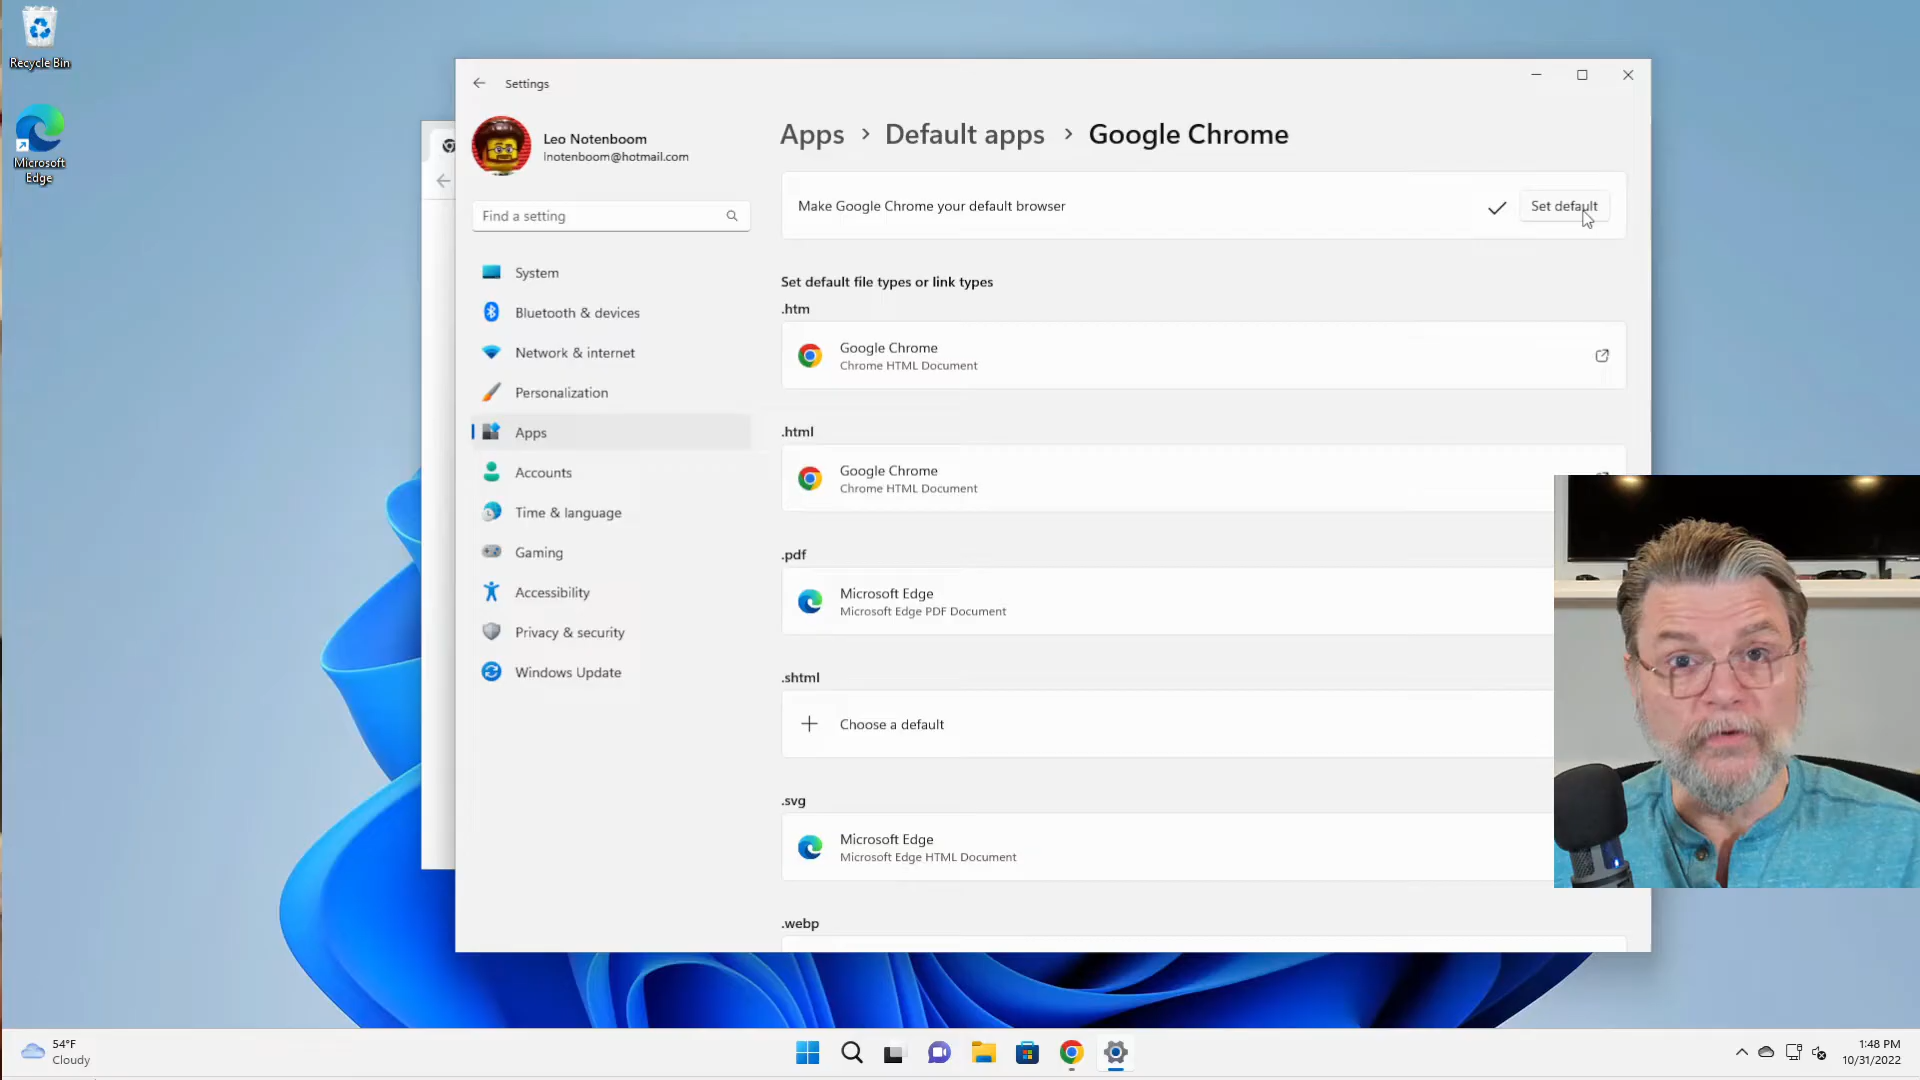 Recycle Bin
Microsoft
Edge
Settings
Leo Notenboom
lnotenboom@hotmail.com
Find a setting
System
Bluetooth & devices
Network & internet
Personalization
Apps
Accounts
Time & language
Gaming
Accessibility
Privacy & security
Windows Update
Apps > Default apps > Google Chrome
Make Google Chrome your default browser
Set default
Set default file types or link types
.htm
Google Chrome
Chrome HTML Document
.html
Google Chrome
Chrome HTML Document
.pdf
Microsoft Edge
Microsoft Edge PDF Document
.shtml
Choose a default
.svg
Microsoft Edge
Microsoft Edge HTML Document
.webp
54°F
Cloudy
1:48 PM
10/31/2022